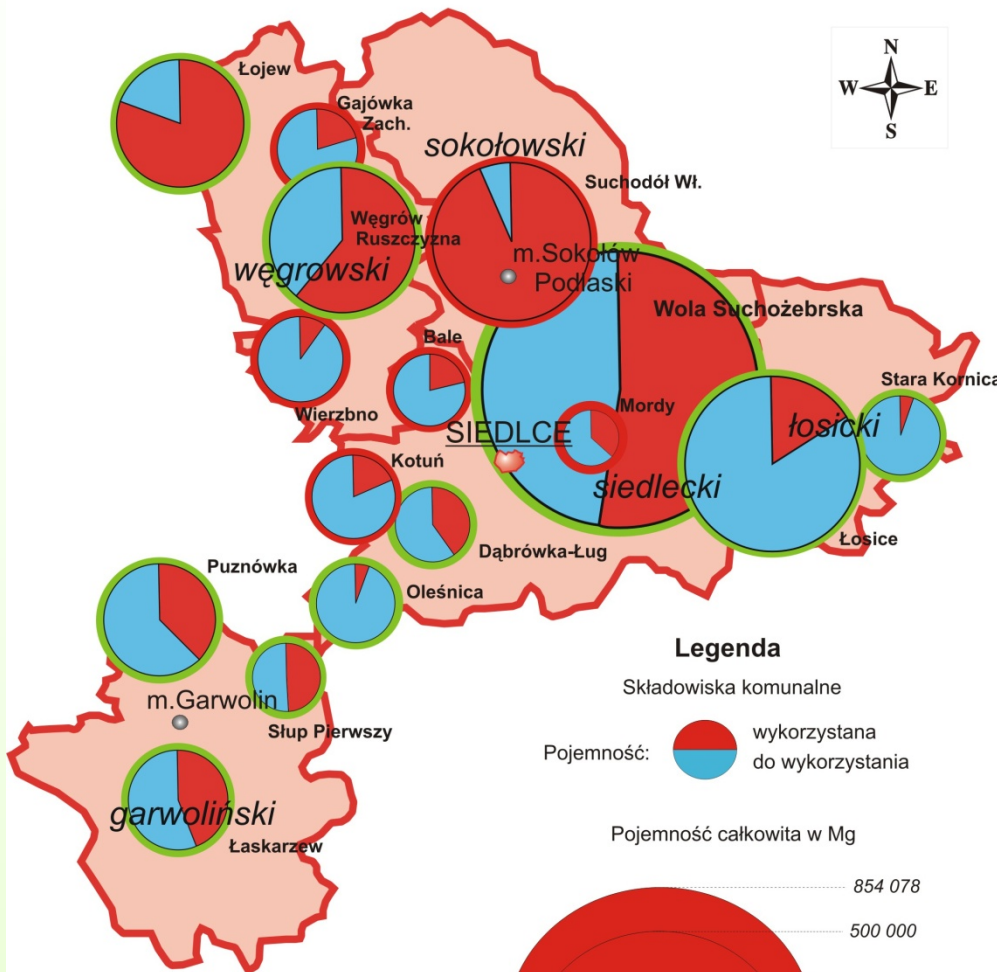 N
W E
S
Łojew
Gajówka
Zach.
sokołowski
Suchodół Wł.
Węgrów
Ruszczyzna
węgrowski
m.Sokołów
Podlaski
Wola Suchożebrska
Bale
Stara Kornica
Mordy
łosicki
Wierzbno
SIEDLCE
Kotuń
siedlecki
Łosice
Dąbrówka-Ług
Puznówka
Oleśnica
m.Garwolin
Słup Pierwszy
garwoliński
Łaskarzew
Legenda
Składowiska komunalne
Pojemność:
wykorzystana
do wykorzystania
Pojemność całkowita w Mg
854 078
500 000